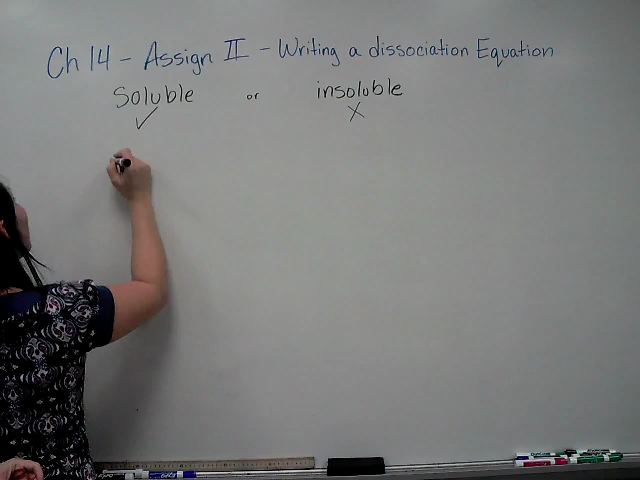 Ch 14 - Assign II - Writing a dissociation Equation
Soluble or insoluble
✓ X